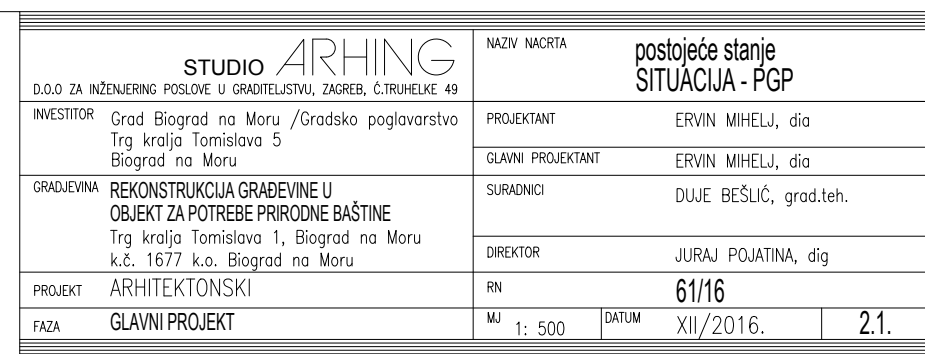 STUDIO ARHING
D.O.O ZA INŽENJERING POSLOVE U GRADITELJSTVU, ZAGREB, Ć.TRUHELKE 49
INVESTITOR Grad Biograd na Moru /Gradsko poglavarstvo
Trg kralja Tomislava 5
Biograd na Moru
GRADJEVINA REKONSTRUKCIJA GRAĐEVINE U
OBJEKT ZA POTREBE PRIRODNE BAŠTINE
Trg kralja Tomislava 1, Biograd na Moru
k.č. 1677 k.o. Biograd na Moru
PROJEKT ARHITEKTONSKI
FAZA GLAVNI PROJEKT
NAZIV NACRTA postojeće stanje
SITUACIJA - PGP
PROJEKTANT ERVIN MIHELJ, dia
GLAVNI PROJEKTANT ERVIN MIHELJ, dia
SURADNICI DUJE BEŠLIĆ, grad.teh.
DIREKTOR JURAJ POJATINA, dig
RN 61/16
MJ 1: 500 DATUM XII/2016. 2.1.